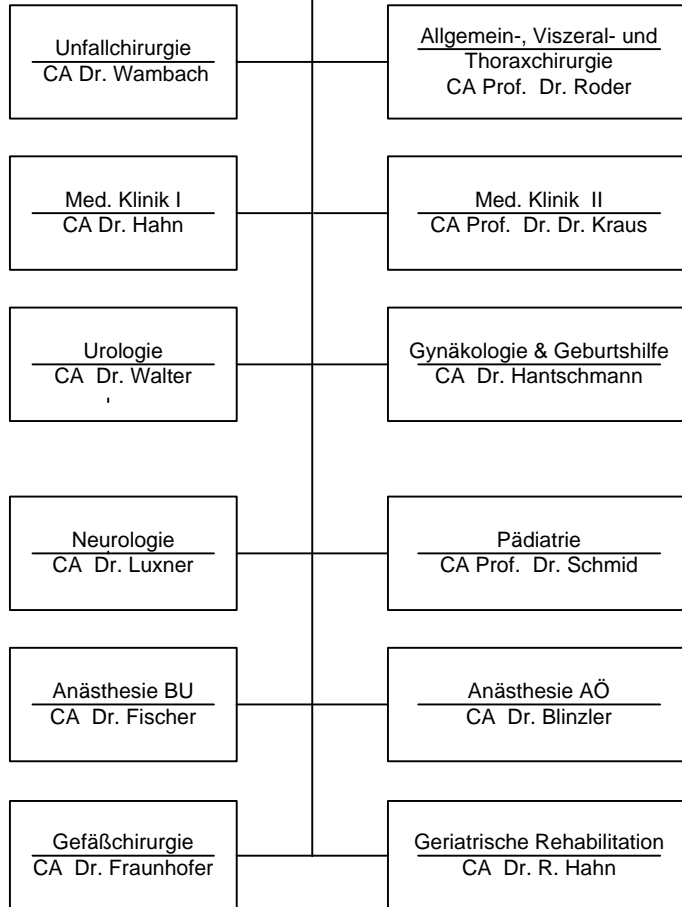 Unfallchirurgie
CA Dr. Wambach
Allgemein-, Viszeral- und
Thoraxchirurgie
CA Prof. Dr. Roder
Med. Klinik I
CA Dr. Hahn
Med. Klinik II
CA Prof. Dr. Dr. Kraus
Urologie
CA Dr. Walter
Gynäkologie & Geburtshilfe
CA Dr. Hantschmann
Neurologie
CA Dr. Luxner
Pädiatrie
CA Prof. Dr. Schmid
Anästhesie BU
CA Dr. Fischer
Anästhesie AÖ
CA Dr. Blinzler
Gefäßchirurgie
CA Dr. Fraunhofer
Geriatrische Rehabilitation
CA Dr. R. Hahn